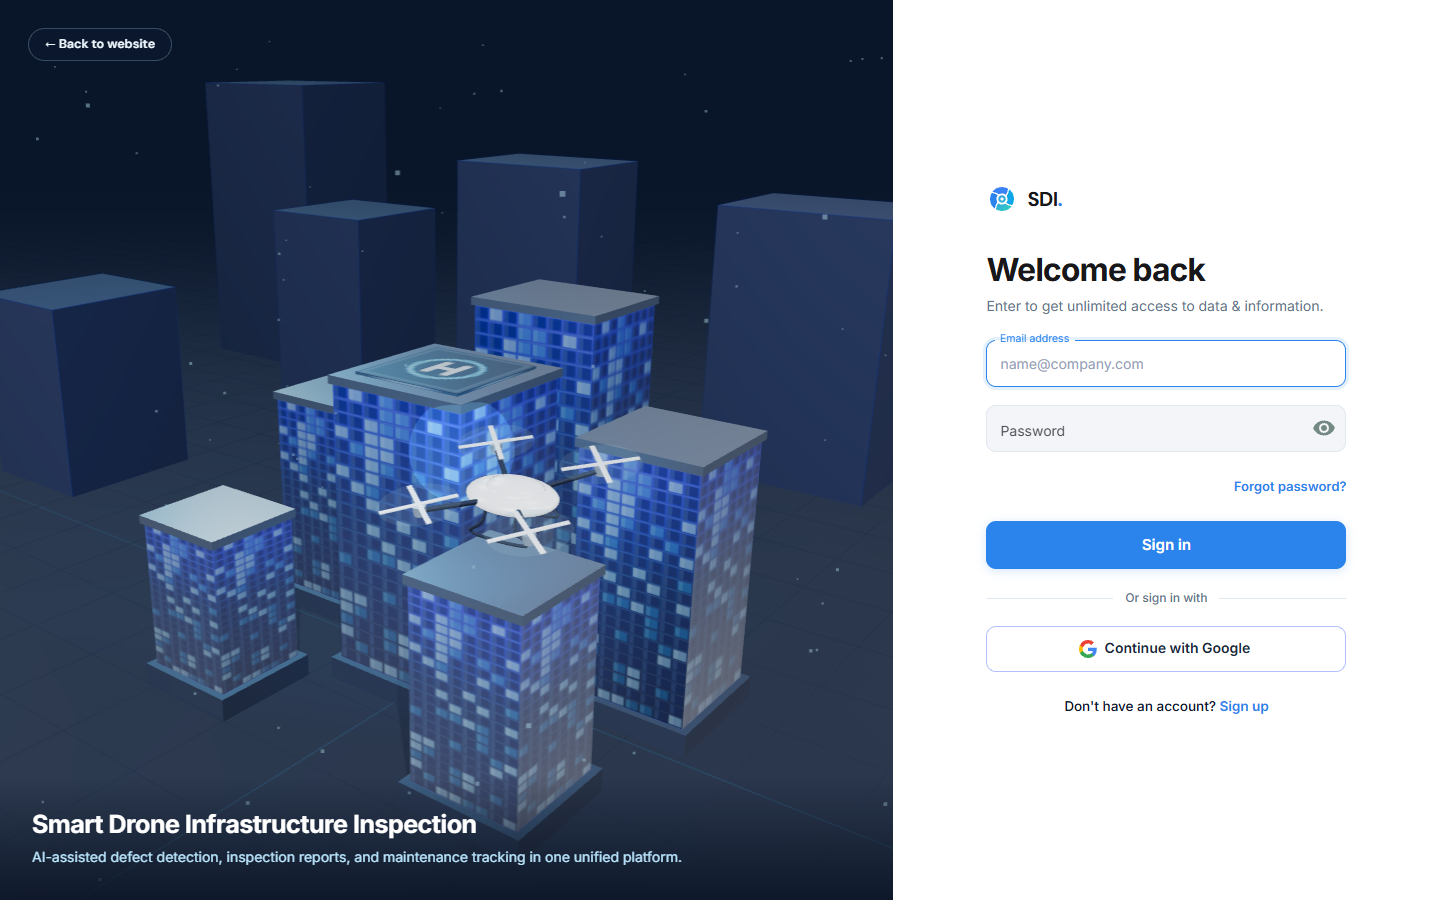 ← Back to website
H
Smart Drone Infrastructure Inspection
AI-assisted defect detection, inspection reports, and maintenance tracking in one unified platform.
SDI.
Welcome back
Enter to get unlimited access to data & information.
Email address
name@company.com
Password
Forgot password?
Sign in
Or sign in with
Continue with Google
Don't have an account? Sign up